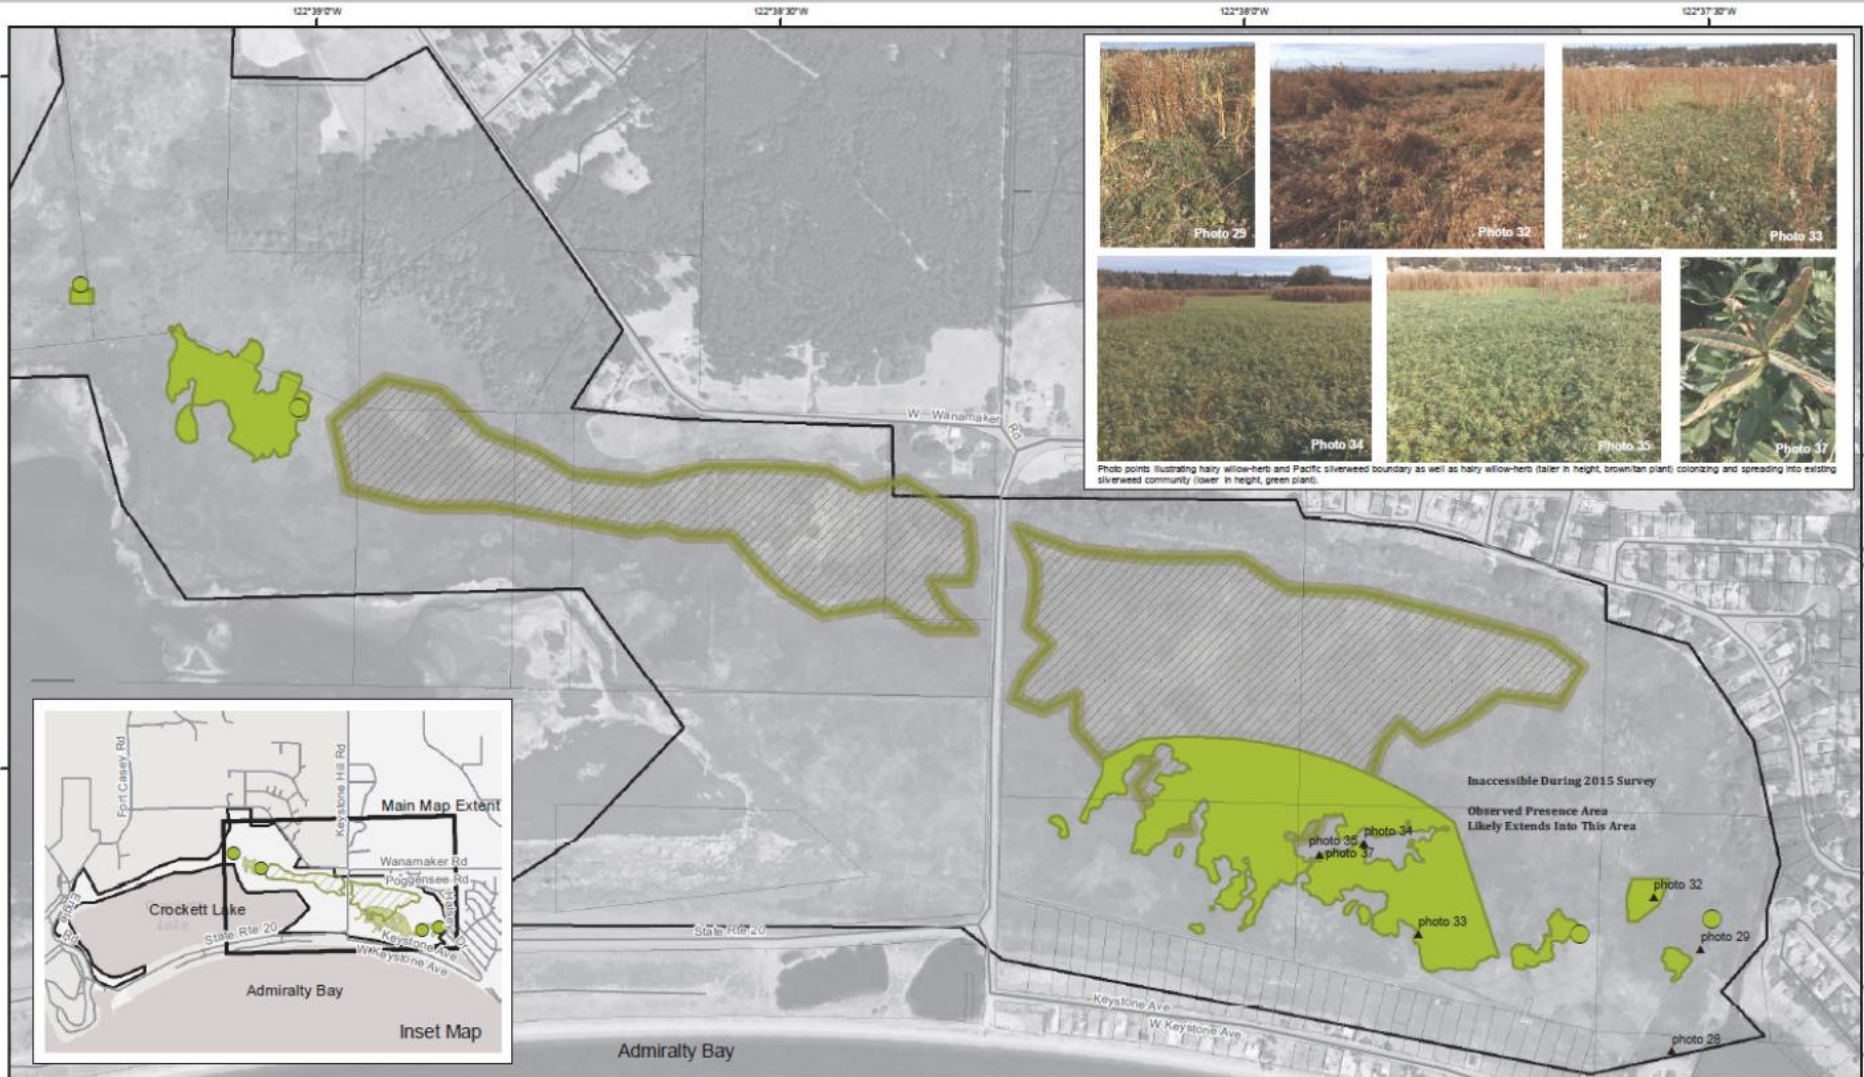 122°39'0"W
122°38'30"W
122°38'0"W
122°37'30"W
Photo 29
Photo 32
Photo 33
Photo 34
Photo 35
Photo 37
Photo points illustrating hairy willow-herb and Pacific silverweed boundary as well as hairy willow-herb (taller in height, brown/tan plant) colonizing and spreading into existing
silverweed community (lower in height, green plant).
W Wanamaker
Rd
Inaccessible During 2015 Survey
Observed Presence Area
Likely Extends Into This Area
photo 35
photo 34
photo 37
photo 32
photo 33
photo 29
photo 28
State Rte 20
Keystone Ave
W Keystone Ave
Admiralty Bay
Fort Casey Rd
Keystone Hill Rd
Main Map Extent
Wanamaker Rd
Poggensee Rd
Crockett Lake
Engle Rd
State Rte 20
Keystone Ave
W Keystone Ave
Admiralty Bay
Inset Map